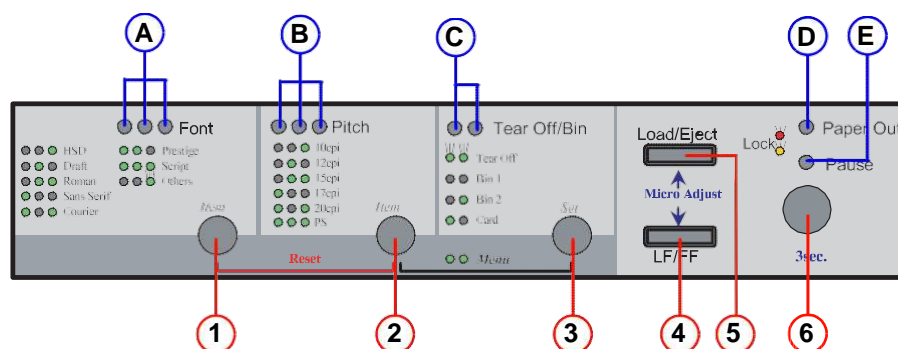 A B C D E
Font
HSD
Draft
Roman
Sans Serif
Courier
Prestige
Script
Others
Pitch
10cpi
12cpi
15cpi
17cpi
20cpi
PS
Tear Off/Bin
Tear Off
Bin 1
Bin 2
Card
Item
Set
Reset
Menu
Load/Eject
Micro Adjust
LF/FF
Lock
Paper Out
Pause
3sec.
1 2 3 4 5 6